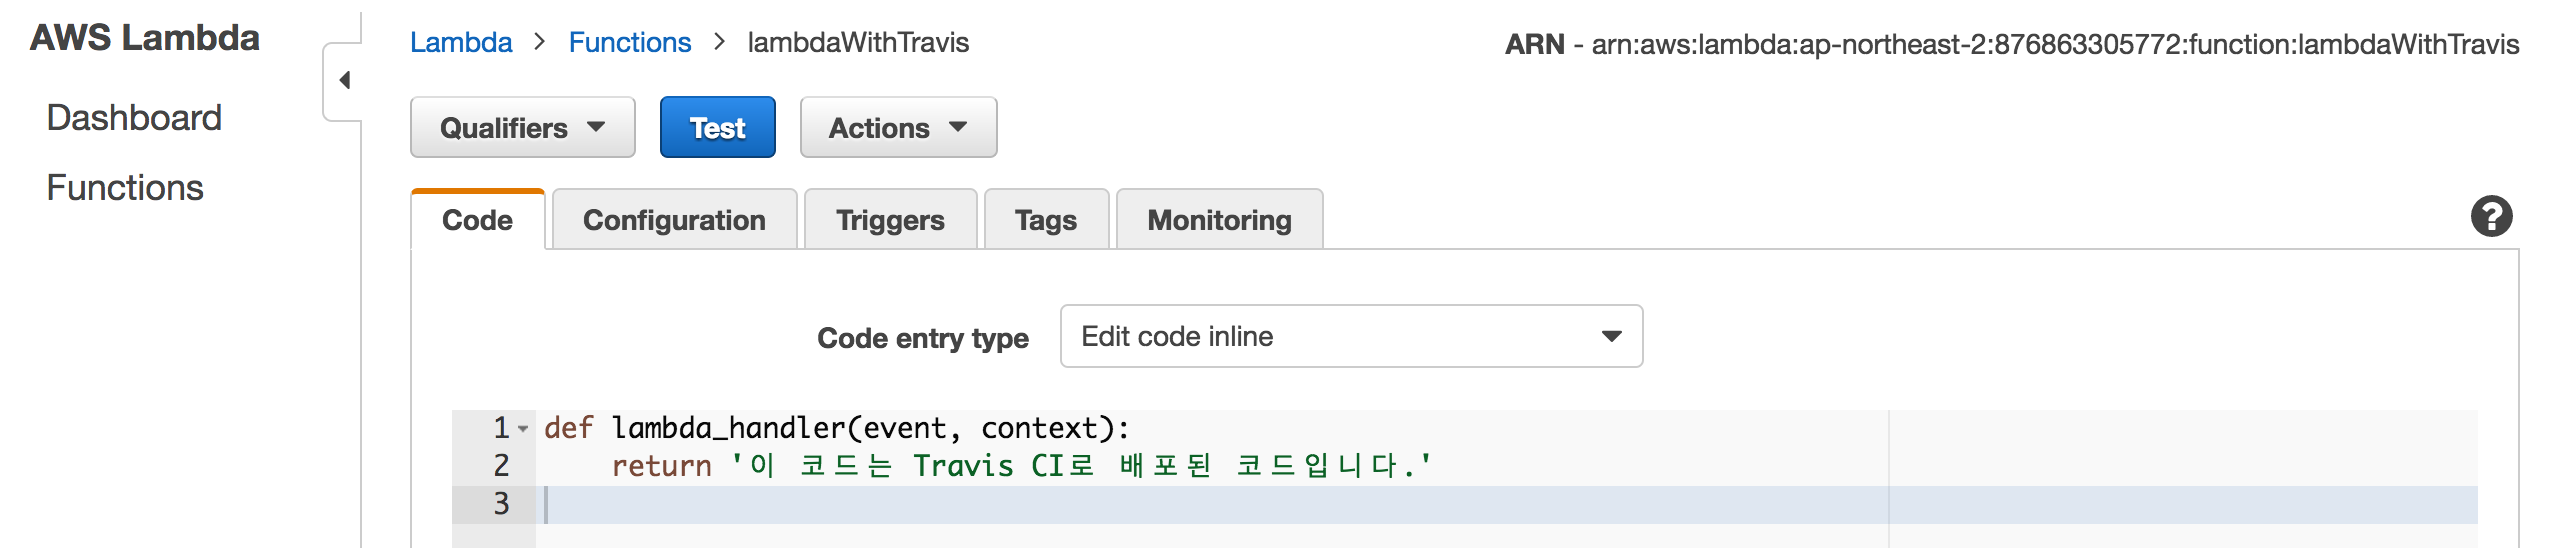 AWS Lambda
Dashboard
Functions
Lambda > Functions > lambdaWithTravis
ARN - arn:aws:lambda:ap-northeast-2:876863305772:function:lambdaWithTravis
Qualifiers Test Actions
Code Configuration Triggers Tags Monitoring
?
Code entry type Edit code inline
1 def lambda_handler(event, context):
2 return '이 코드는 Travis CI로 배포된 코드입니다.'
3